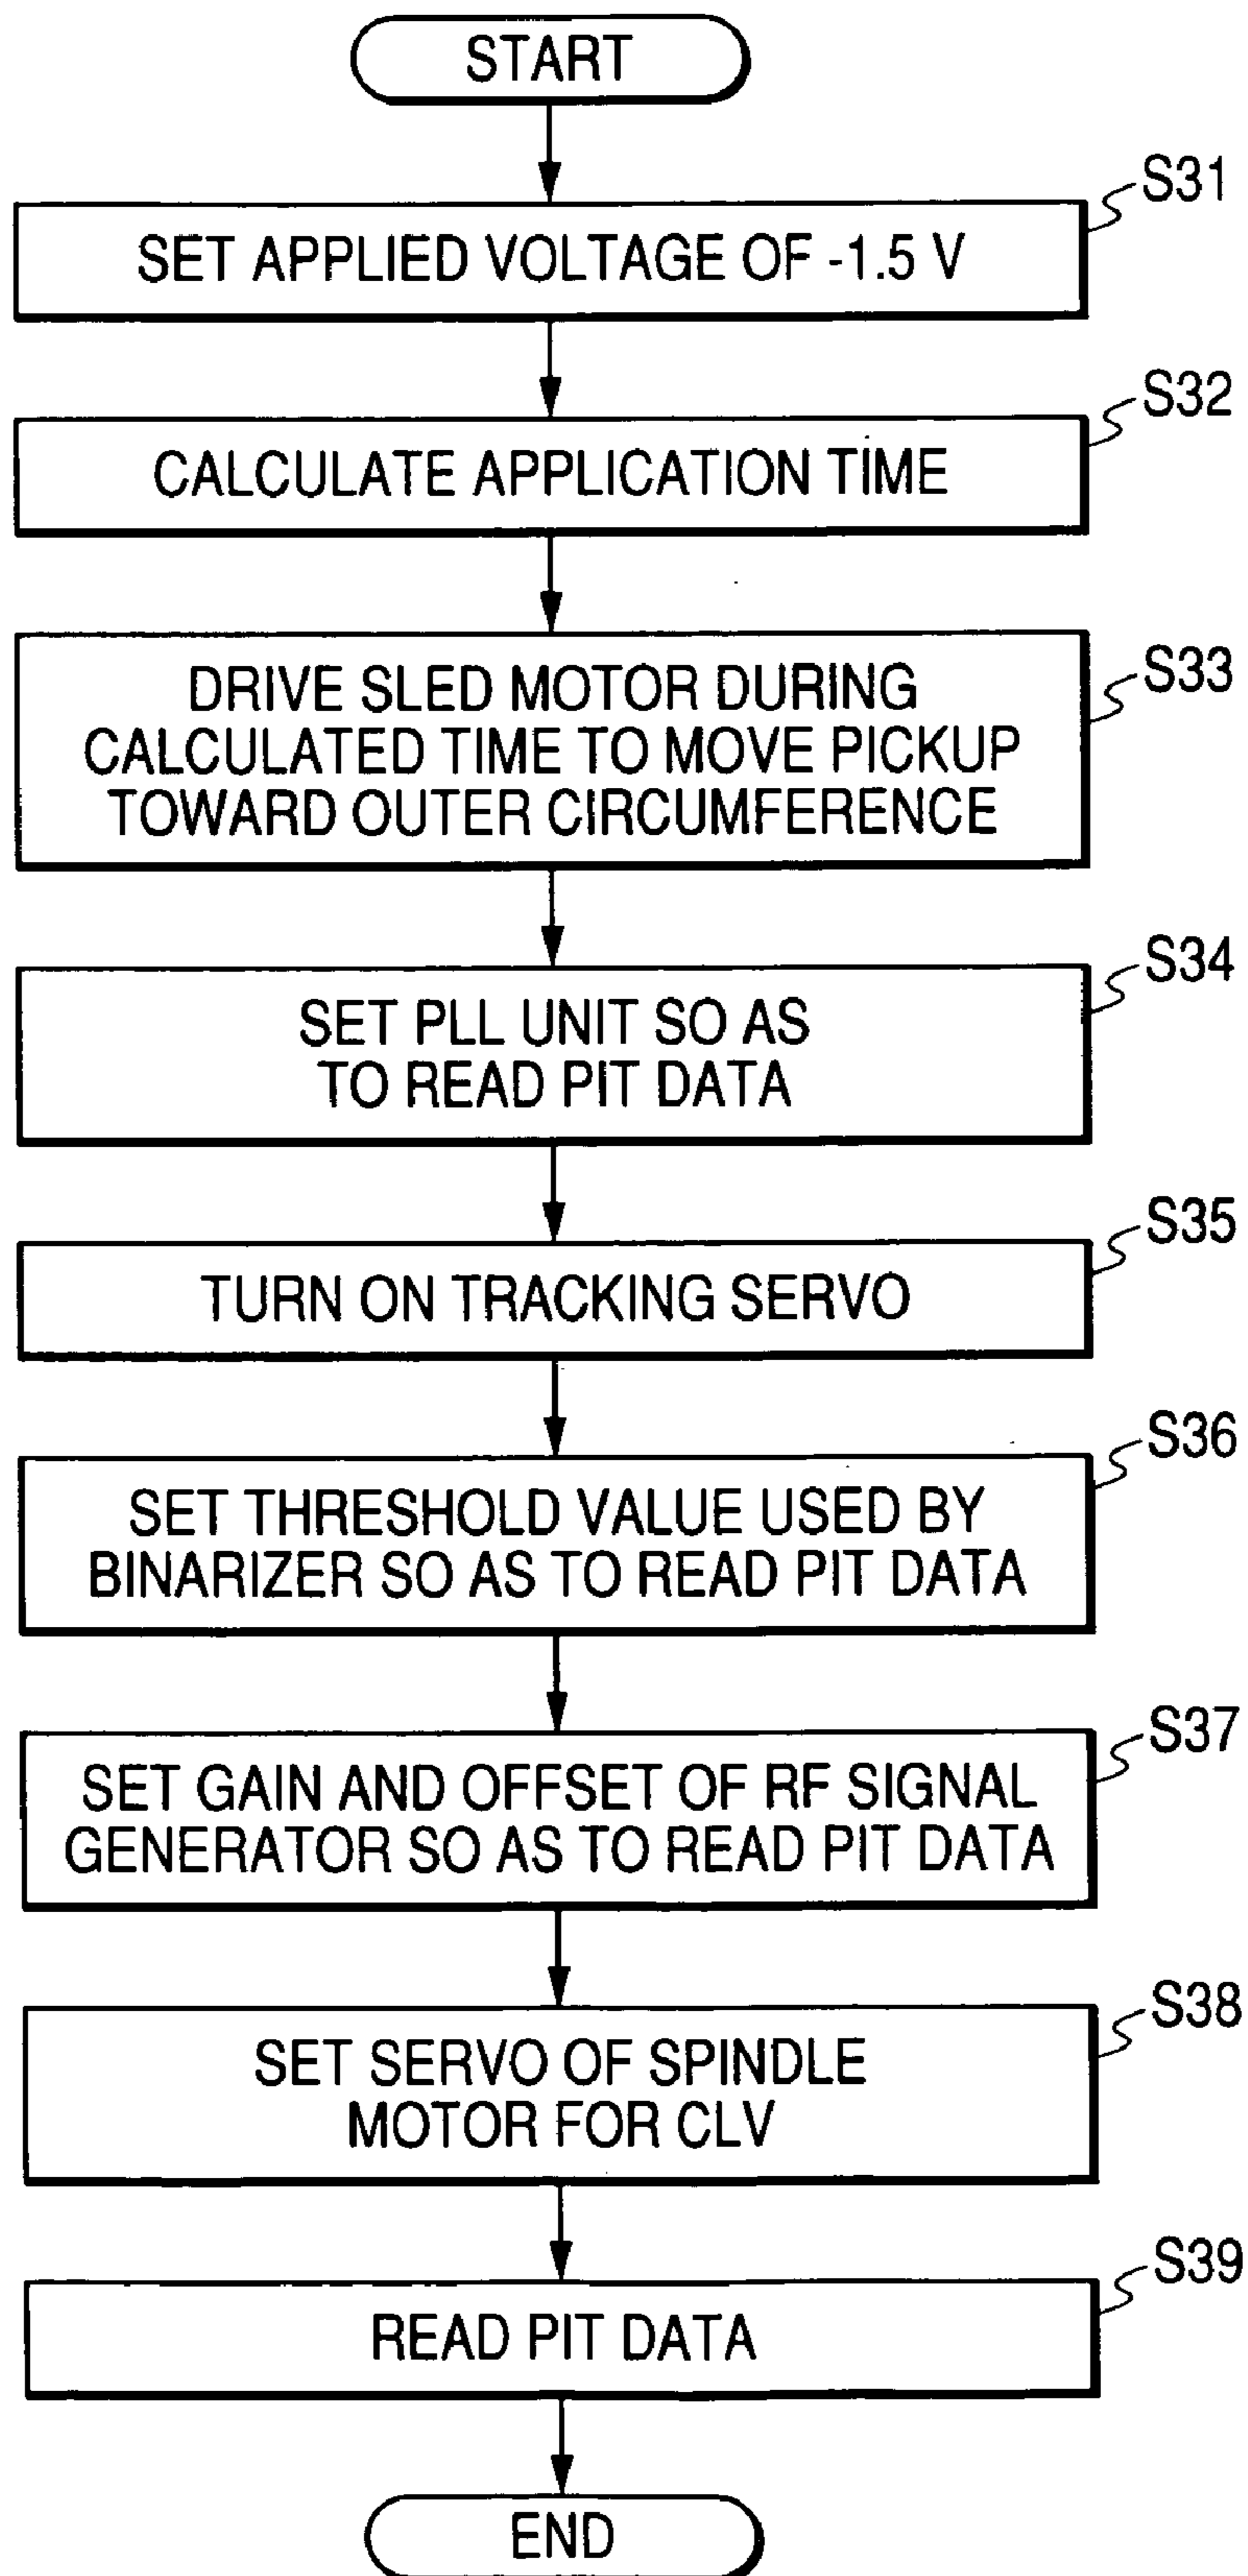 START
S31
SET APPLIED VOLTAGE OF -1.5 V
S32
CALCULATE APPLICATION TIME
S33
DRIVE SLED MOTOR DURING
CALCULATED TIME TO MOVE PICKUP
TOWARD OUTER CIRCUMFERENCE
S34
SET PLL UNIT SO AS
TO READ PIT DATA
S35
TURN ON TRACKING SERVO
S36
SET THRESHOLD VALUE USED BY
BINARIZER SO AS TO READ PIT DATA
S37
SET GAIN AND OFFSET OF RF SIGNAL
GENERATOR SO AS TO READ PIT DATA
S38
SET SERVO OF SPINDLE
MOTOR FOR CLV
S39
READ PIT DATA
END